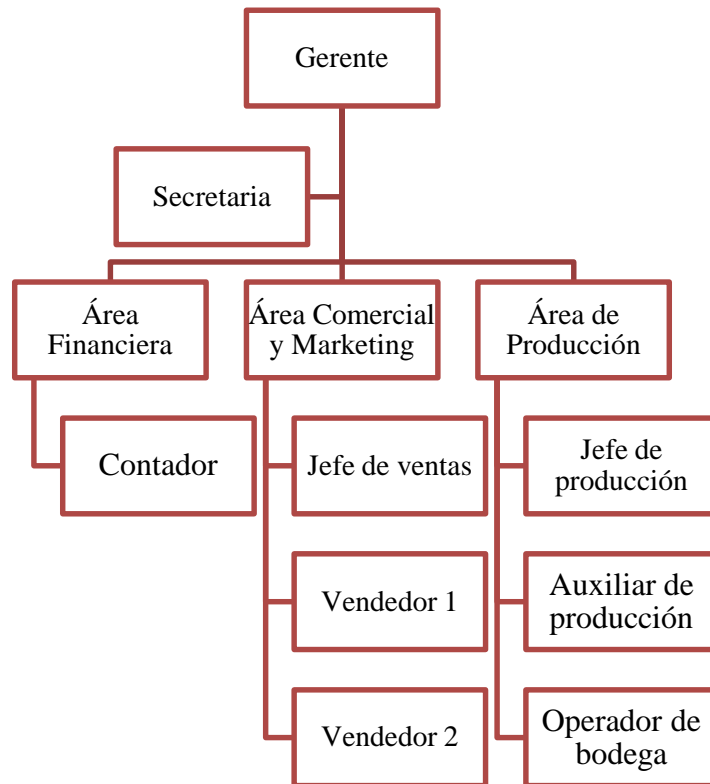 Gerente
Secretaria
Área
Financiera
Área Comercial
y Marketing
Área de
Producción
Contador
Jefe de ventas
Jefe de
producción
Vendedor 1
Auxiliar de
producción
Vendedor 2
Operador de
bodega